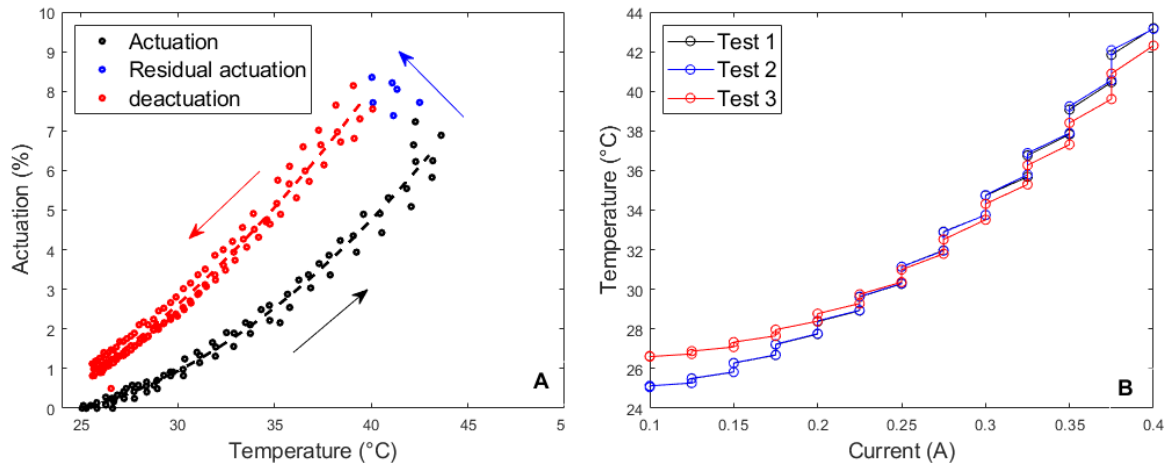 10
9
8
7
6
5
4
3
2
1
0
Actuation (%)
Actuation
Residual actuation
deactuation
A
25
30
35
40
45
5
Temperature (°C)
44
42
40
38
36
34
32
30
28
26
24
Temperature (°C)
Test 1
Test 2
Test 3
B
0.1
0.15
0.2
0.25
0.3
0.35
0.4
Current (A)